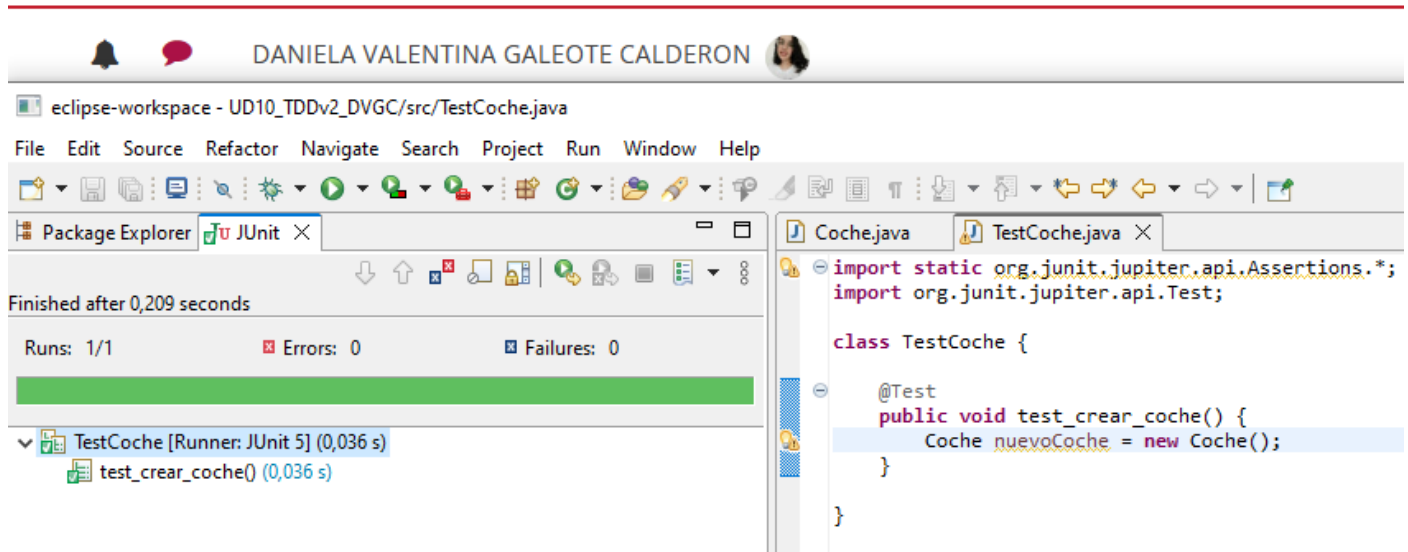 DANIELA VALENTINA GALEOTE CALDERON
eclipse-workspace - UD10_TDDv2_DVGC/src/TestCoche.java
File Edit Source Refactor Navigate Search Project Run Window Help
Package Explorer JUnit
Finished after 0,209 seconds
Runs: 1/1 Errors: 0 Failures: 0
TestCoche [Runner: JUnit 5] (0,036 s)
test_crear_coche() (0,036 s)
Coche.java TestCoche.java
import static org.junit.jupiter.api.Assertions.*;
import org.junit.jupiter.api.Test;
class TestCoche {
@Test
public void test_crear_coche() {
Coche nuevoCoche = new Coche();
}
}